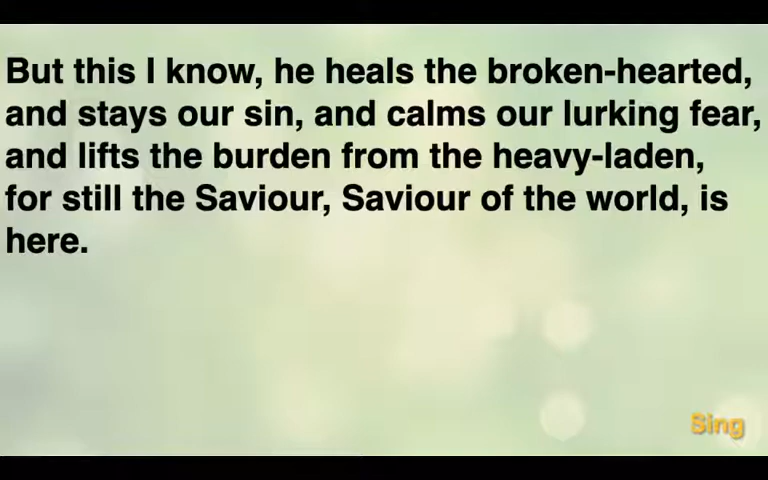 But this I know, he heals the broken-hearted,
and stays our sin, and calms our lurking fear,
and lifts the burden from the heavy-laden,
for still the Saviour, Saviour of the world, is
here.
Sing